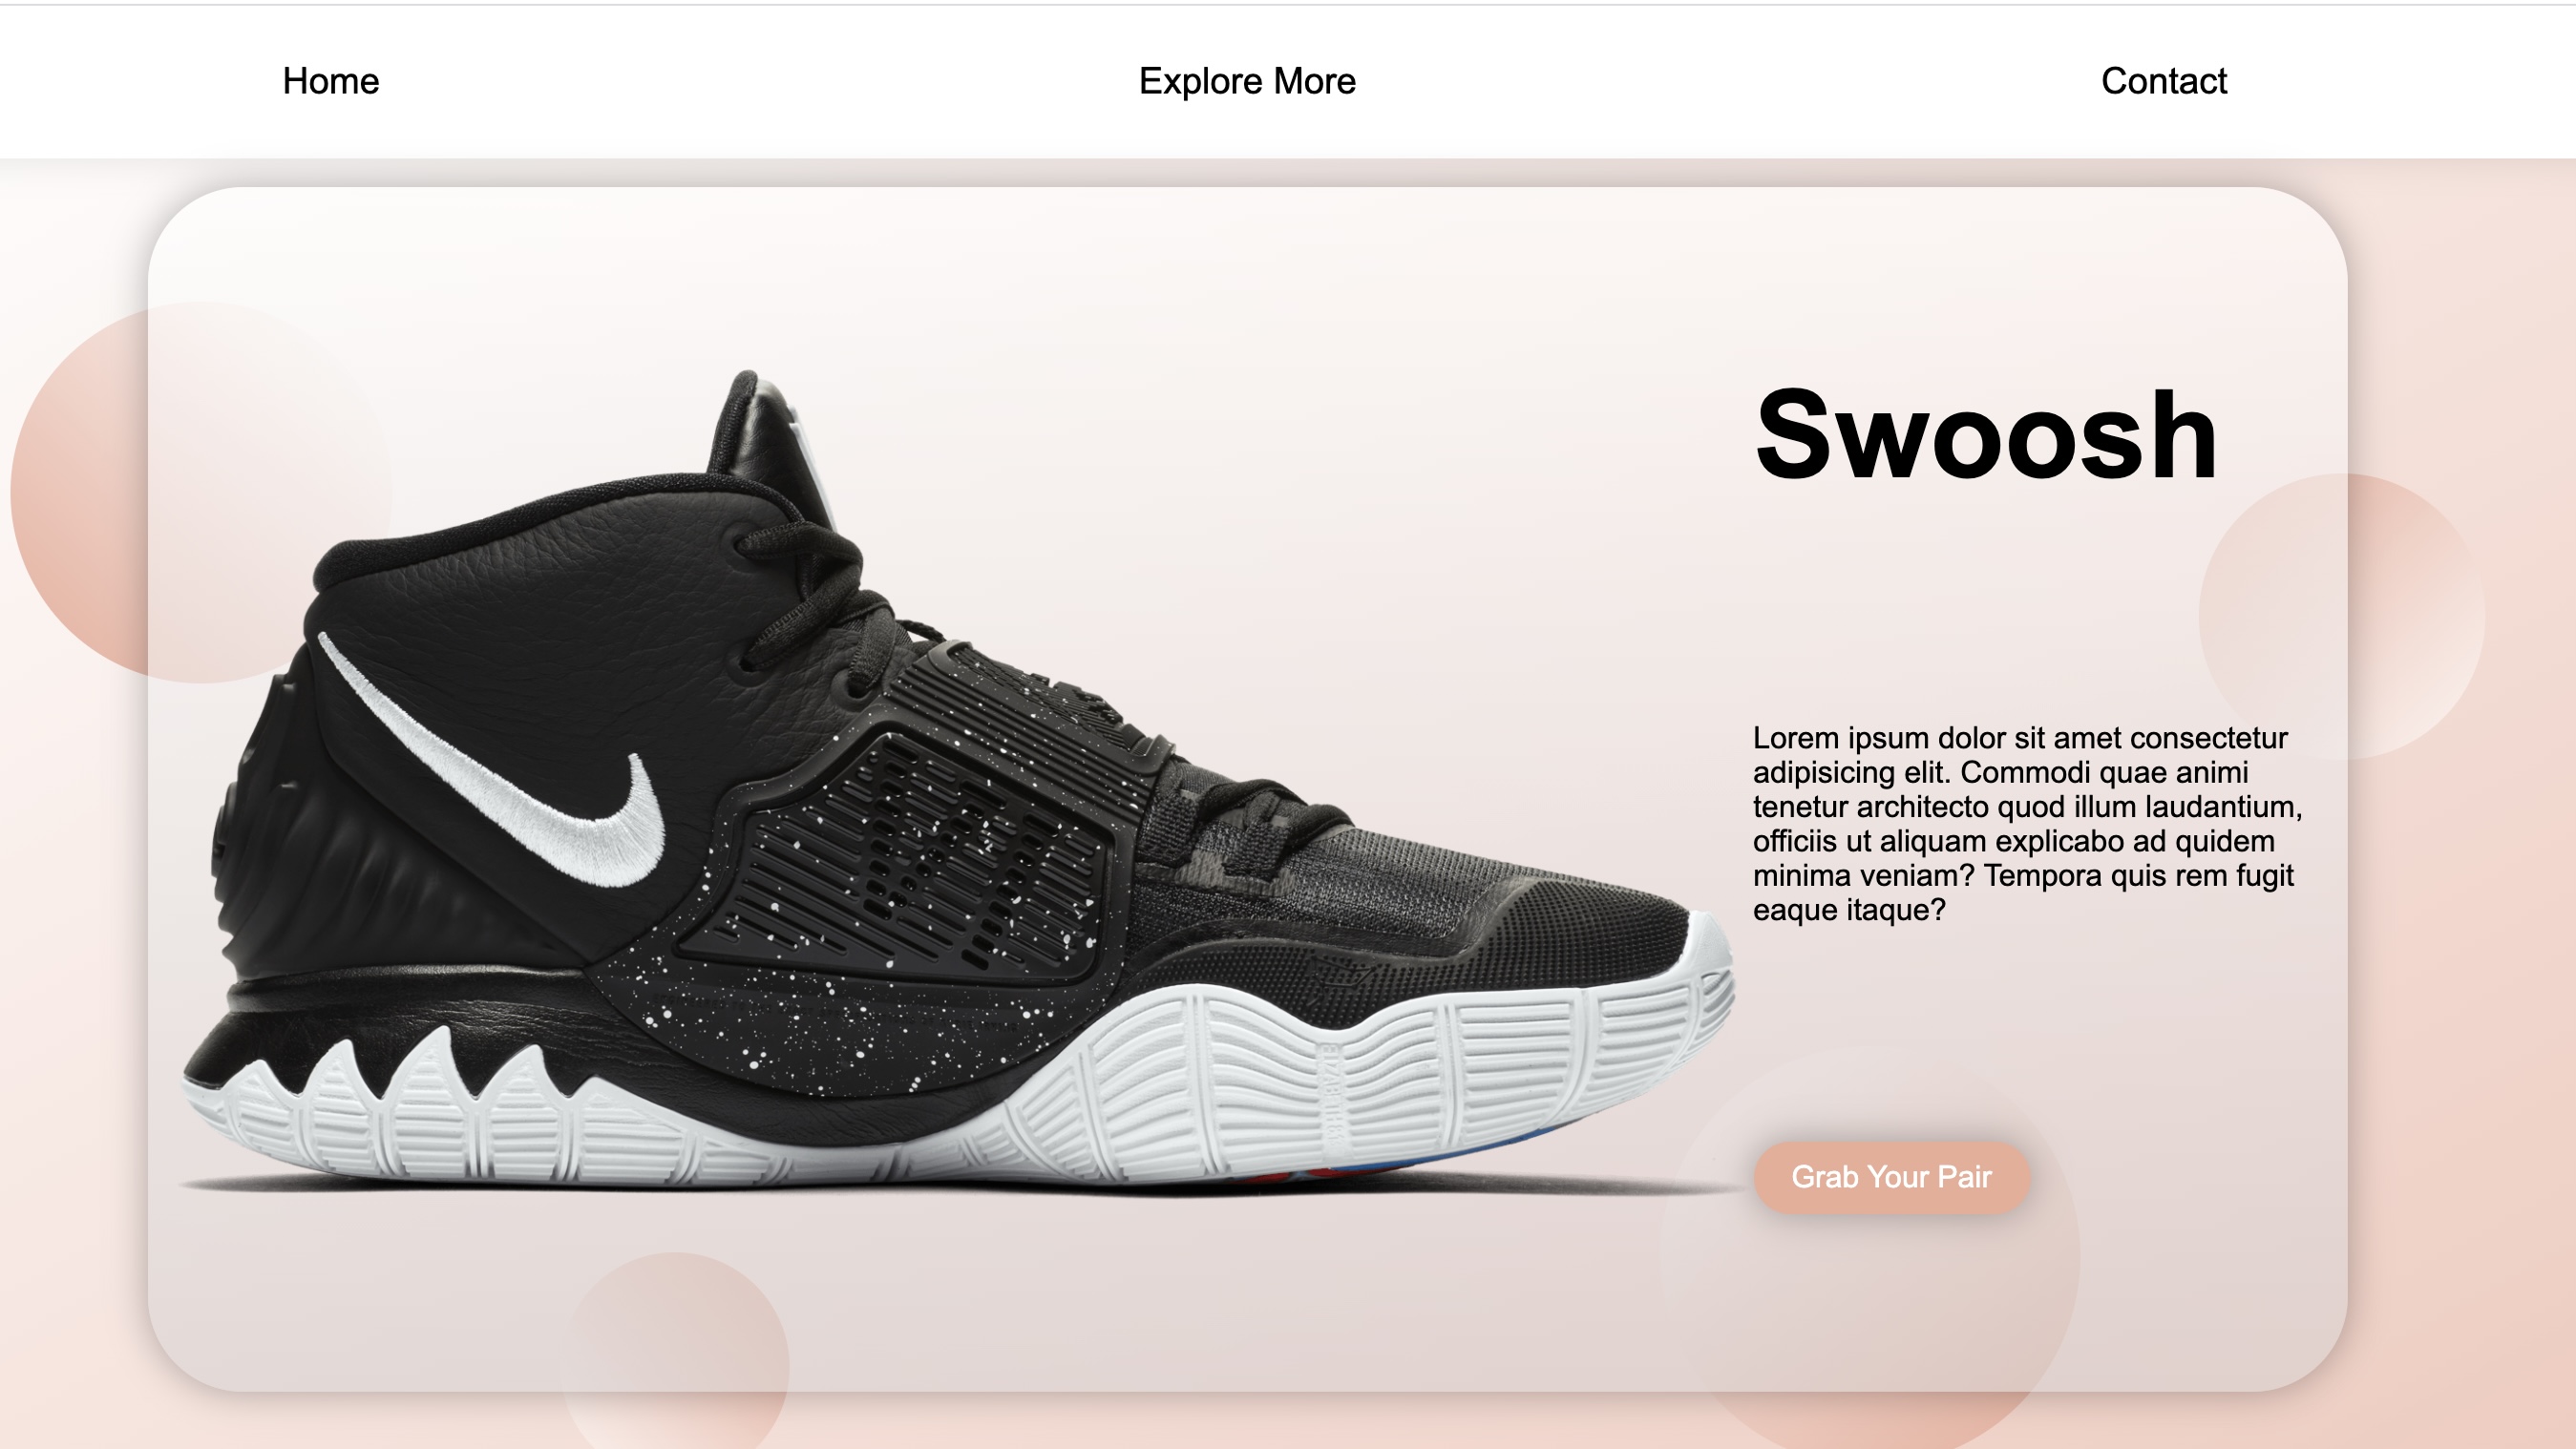 Home
Explore More
Contact
Swoosh
Lorem ipsum dolor sit amet consectetur
adipisicing elit. Commodi quae animi
tenetur architecto quod illum laudantium,
officiis ut aliquam explicabo ad quidem
minima veniam? Tempora quis rem fugit
eaque itaque?
Grab Your Pair